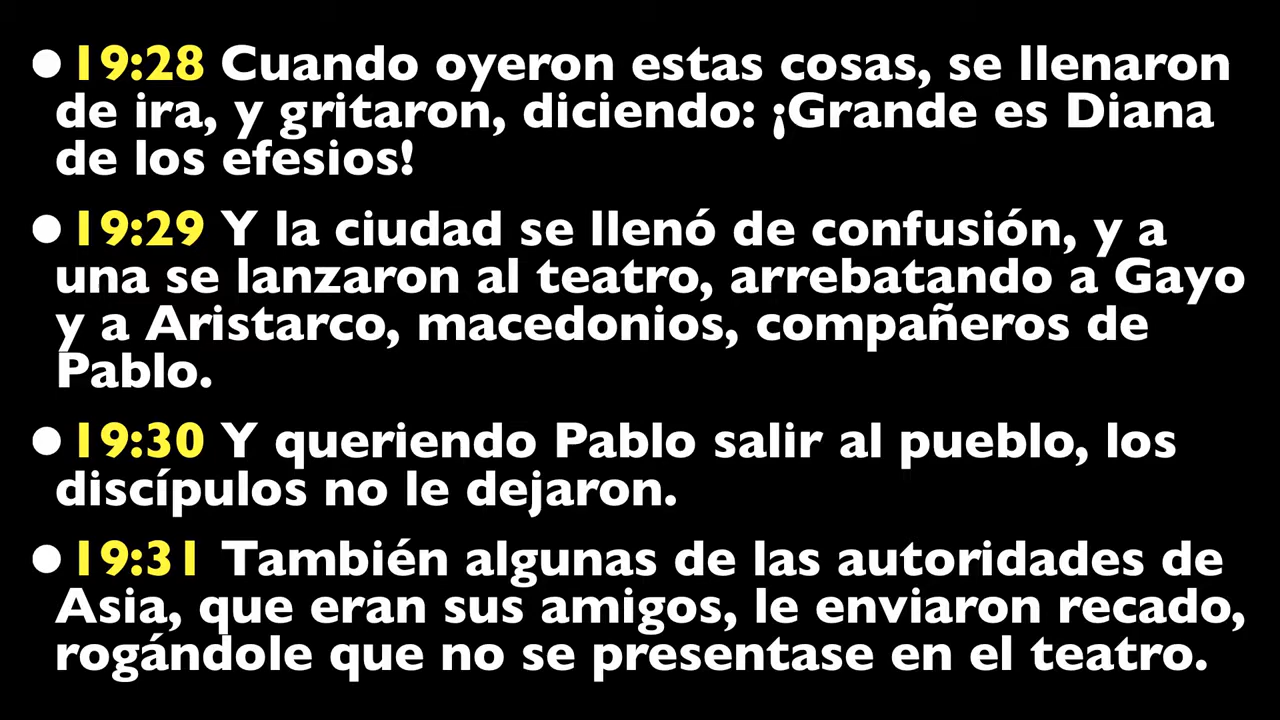 ●19:28 Cuando oyeron estas cosas, se llenaron
de ira, y gritaron, diciendo: ¡Grande es Diana
de los efesios!
●19:29 Y la ciudad se llenó de confusión, y a
una se lanzaron al teatro, arrebatando a Gayo
y a Aristarco, macedonios, compañeros de
Pablo.
●19:30 Y queriendo Pablo salir al pueblo, los
discípulos no le dejaron.
●19:31 También algunas de las autoridades de
Asia, que eran sus amigos, le enviaron recado,
rogándole que no se presentase en el teatro.